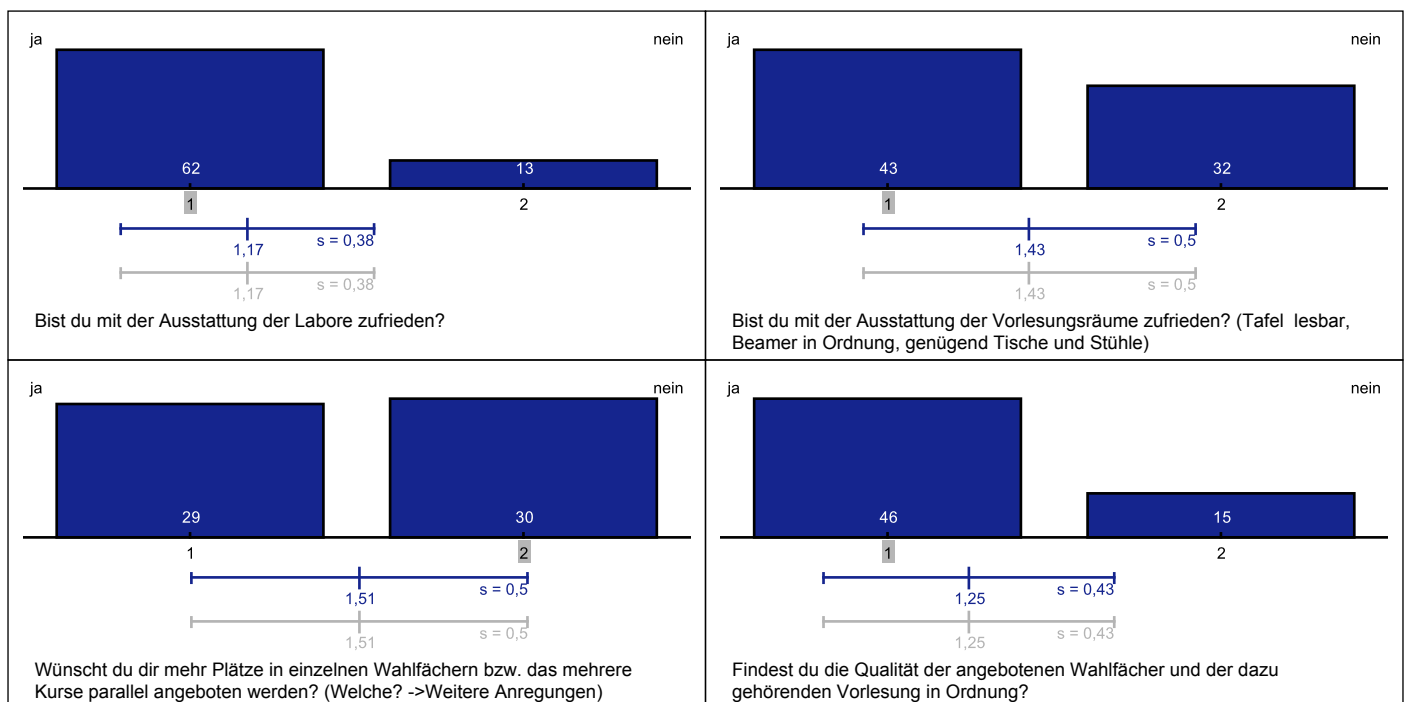 ja
nein
62
13
1
2
s = 0,38
1,17
s = 0,38
1,17
Bist du mit der Ausstattung der Labore zufrieden?
ja
nein
43
32
1
2
s = 0,5
1,43
s = 0,5
1,43
Bist du mit der Ausstattung der Vorlesungsräume zufrieden? (Tafel lesbar,
Beamer in Ordnung, genügend Tische und Stühle)
ja
nein
29
30
1
2
s = 0,5
1,51
s = 0,5
1,51
Wünscht du dir mehr Plätze in einzelnen Wahlfächern bzw. das mehrere
Kurse parallel angeboten werden? (Welche? ->Weitere Anregungen)
ja
nein
46
15
1
2
s = 0,43
1,25
s = 0,43
1,25
Findest du die Qualität der angebotenen Wahlfächer und der dazu
gehörenden Vorlesung in Ordnung?